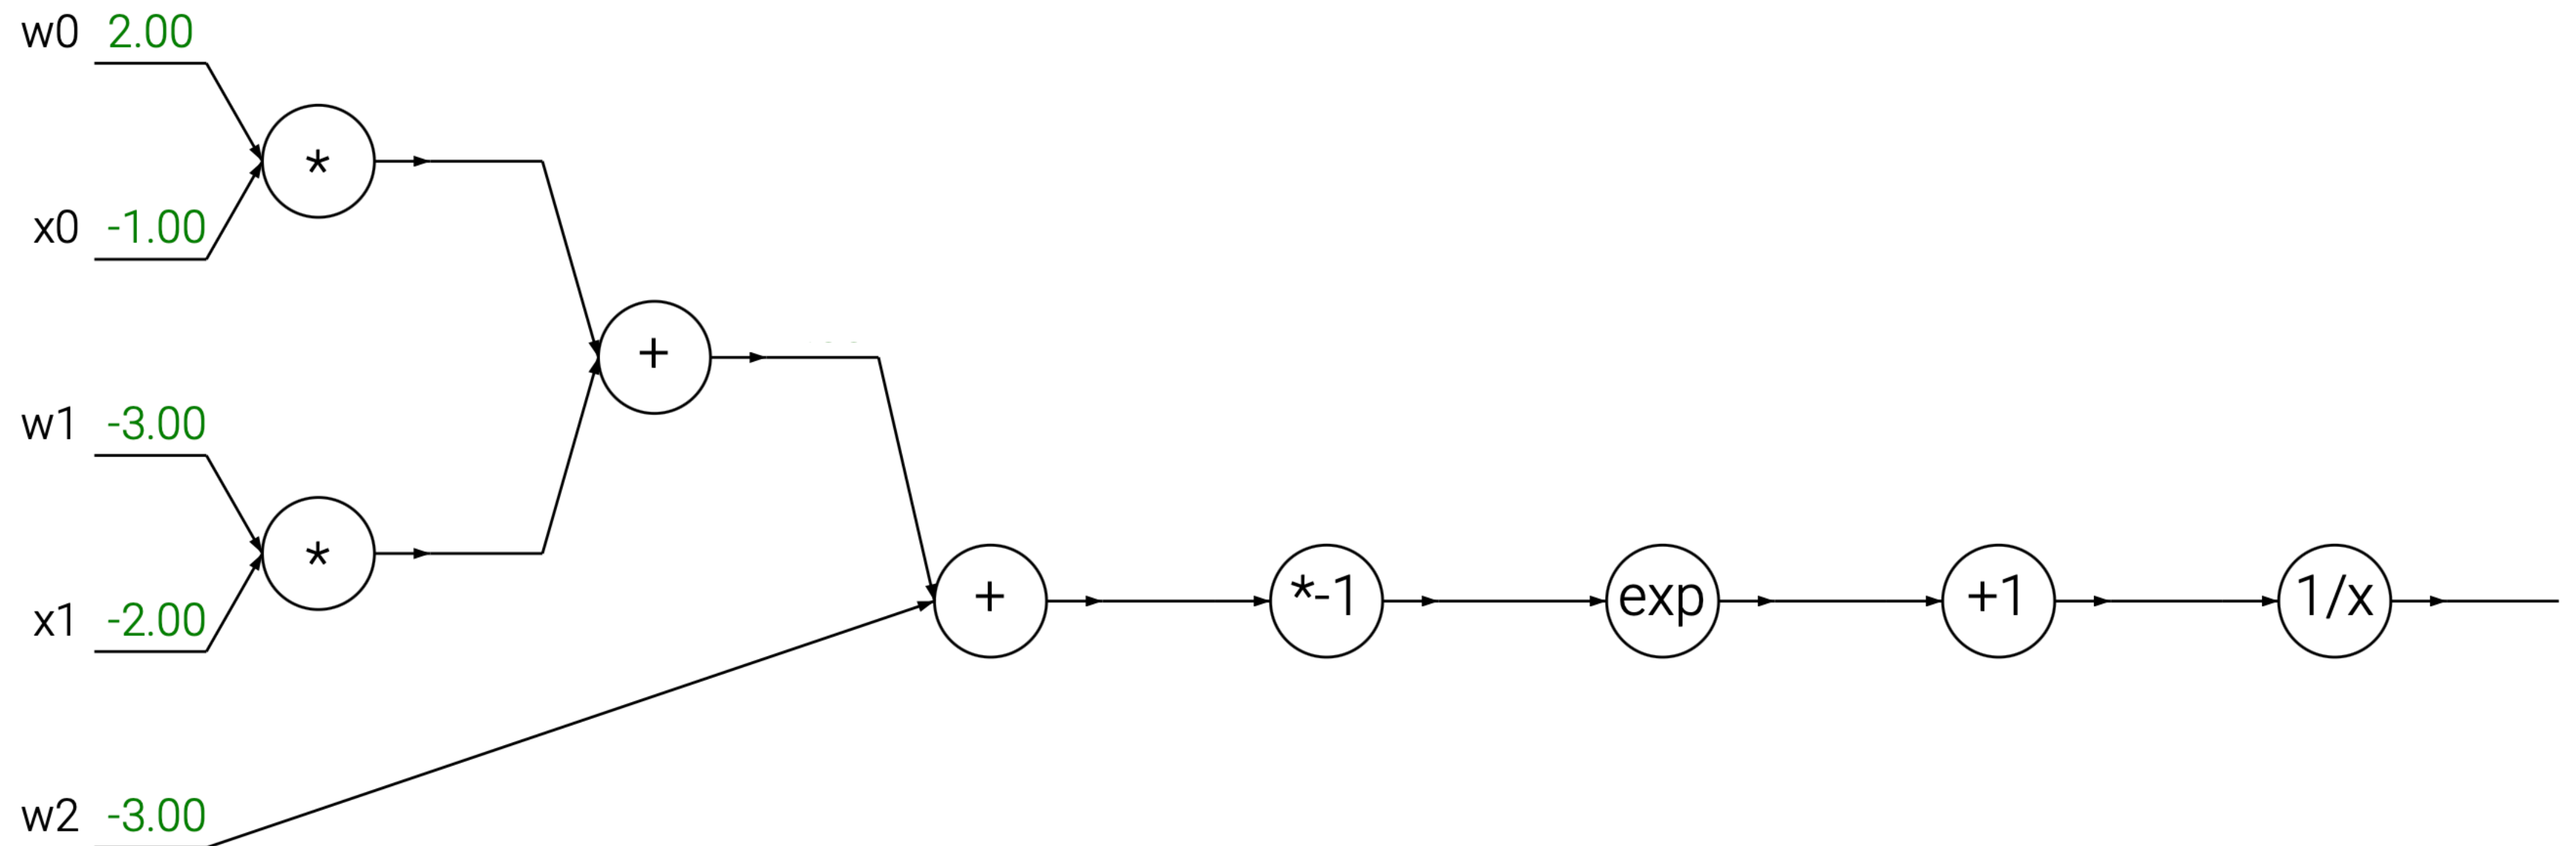 w0 2.00
*
x0 -1.00
+
w1 -3.00
*
x1 -2.00
+ *-1 exp +1 1/x
w2 -3.00